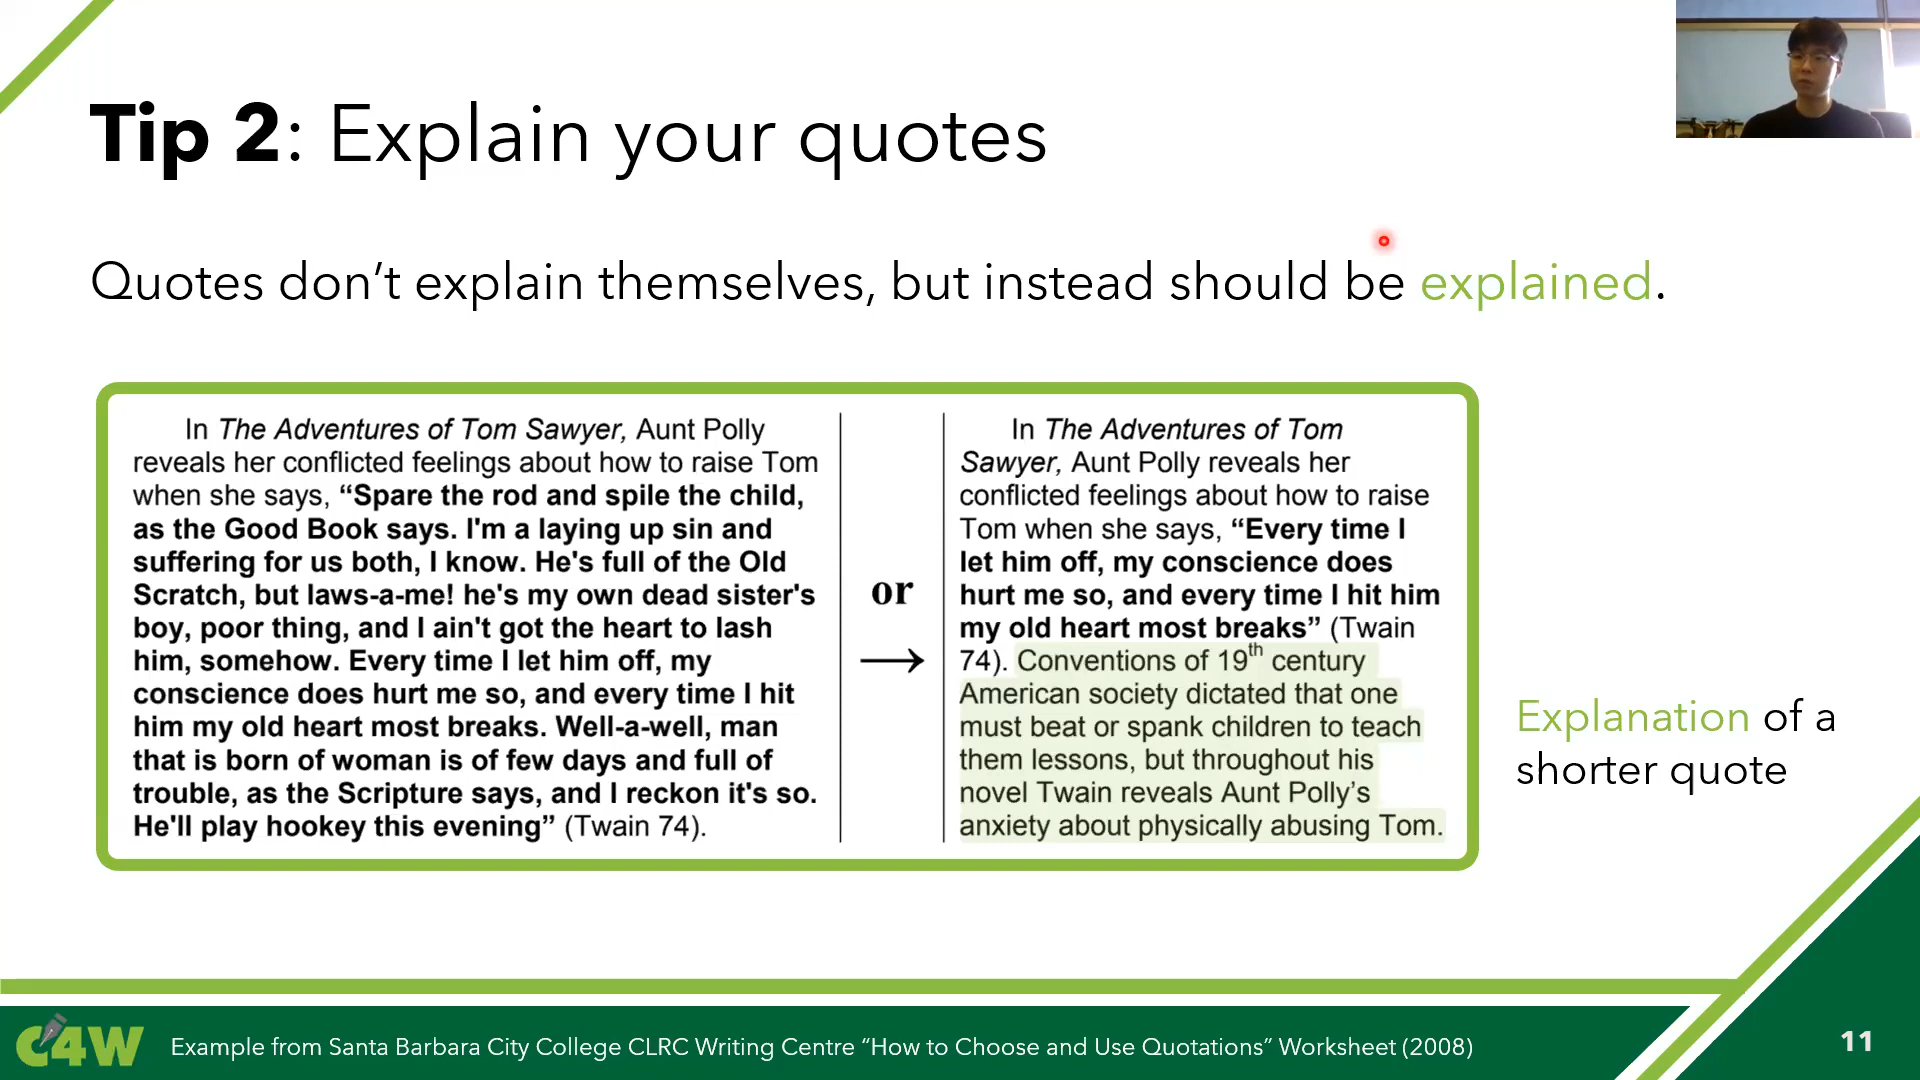 Tip 2: Explain your quotes
Quotes don’t explain themselves, but instead should be explained.
In The Adventures of Tom Sawyer, Aunt Polly
reveals her conflicted feelings about how to raise Tom
when she says, “Spare the rod and spile the child,
as the Good Book says. I'm a laying up sin and
suffering for us both, I know. He's full of the Old
Scratch, but laws-a-me! he's my own dead sister's
boy, poor thing, and I ain't got the heart to lash
him, somehow. Every time I let him off, my
conscience does hurt me so, and every time I hit
him my old heart most breaks. Well-a-well, man
that is born of woman is of few days and full of
trouble, as the Scripture says, and I reckon it's so.
He'll play hookey this evening” (Twain 74).
or
In The Adventures of Tom
Sawyer, Aunt Polly reveals her
conflicted feelings about how to raise
Tom when she says, “Every time I
let him off, my conscience does
hurt me so, and every time I hit him
my old heart most breaks” (Twain
74). Conventions of 19th century
American society dictated that one
must beat or spank children to teach
them lessons, but throughout his
novel Twain reveals Aunt Polly’s
anxiety about physically abusing Tom.
Explanation of a
shorter quote
C4W
Example from Santa Barbara City College CLRC Writing Centre “How to Choose and Use Quotations” Worksheet (2008)
11